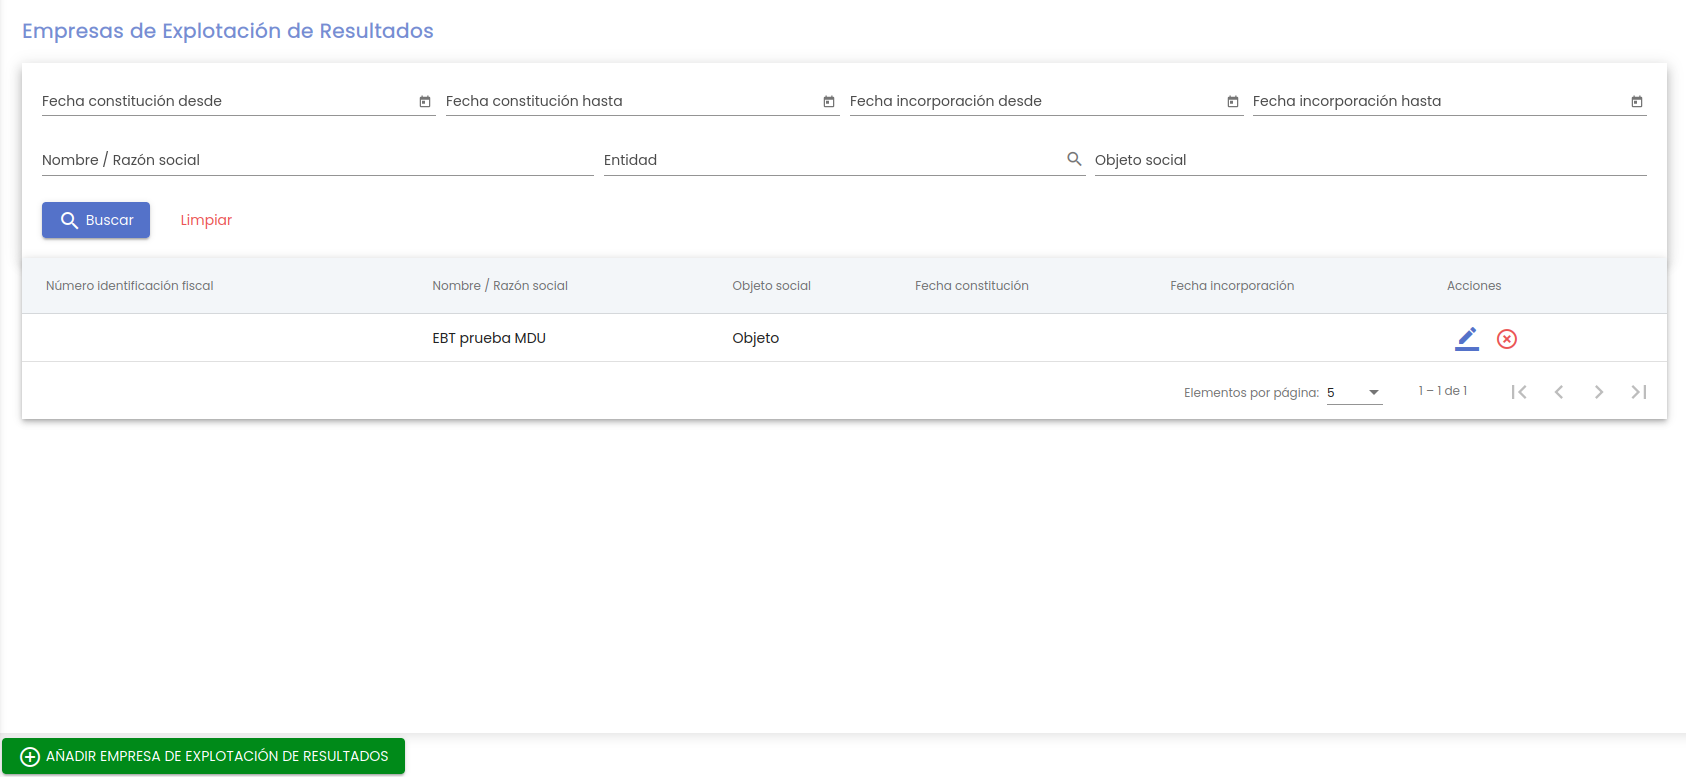 Empresas de Explotación de Resultados
Fecha constitución desde Fecha constitución hasta Fecha incorporación desde Fecha incorporación hasta
Nombre / Razón social Entidad Objeto social
Buscar Limpiar
Número identificación fiscal Nombre / Razón social Objeto social Fecha constitución Fecha incorporación Acciones
EBT prueba MDU Objeto
Elementos por página: 5 1 – 1 de 1
AÑADIR EMPRESA DE EXPLOTACIÓN DE RESULTADOS